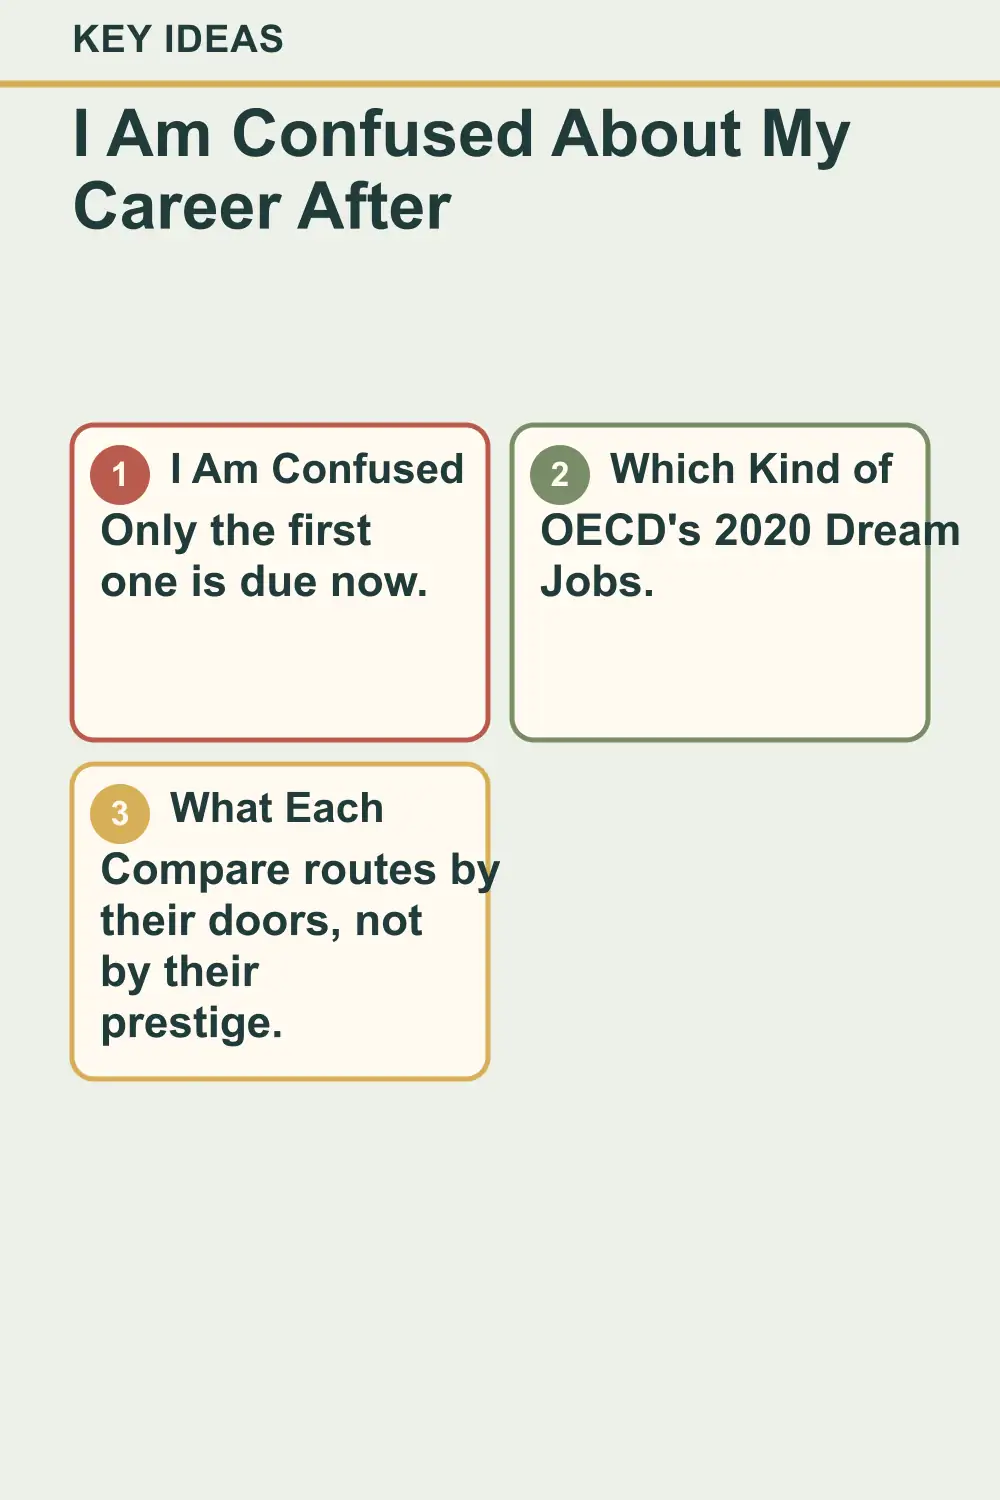 KEY IDEAS
I Am Confused About My
Career After
1 I Am Confused
Only the first
one is due now.
2 Which Kind of
OECD's 2020 Dream
Jobs.
3 What Each
Compare routes by
their doors, not
by their
prestige.